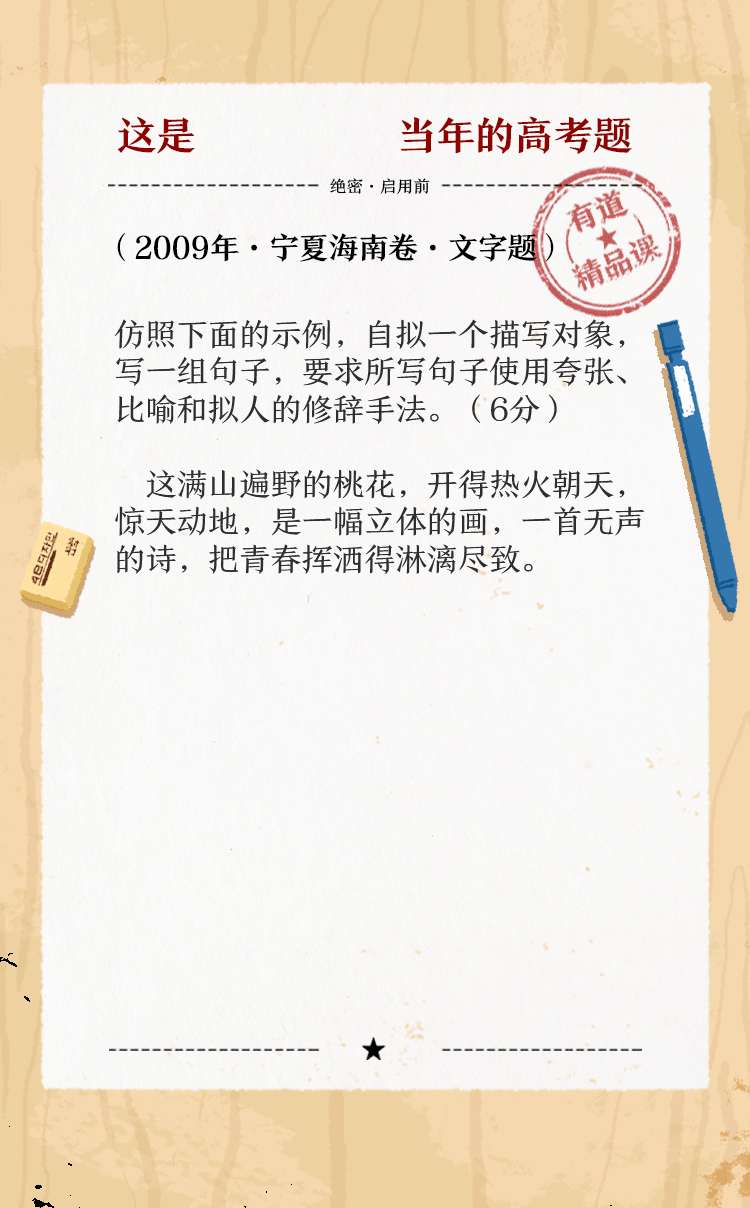 这是 当年的高考题
绝密·启用前
（2009年·宁夏海南卷·文字题）
有道
精品课
仿照下面的示例，自拟一个描写对象，
写一组句子，要求所写句子使用夸张、
比喻和拟人的修辞手法。（6分）
这满山遍野的桃花，开得热火朝天，
惊天动地，是一幅立体的画，一首无声
的诗，把青春挥洒得淋漓尽致。